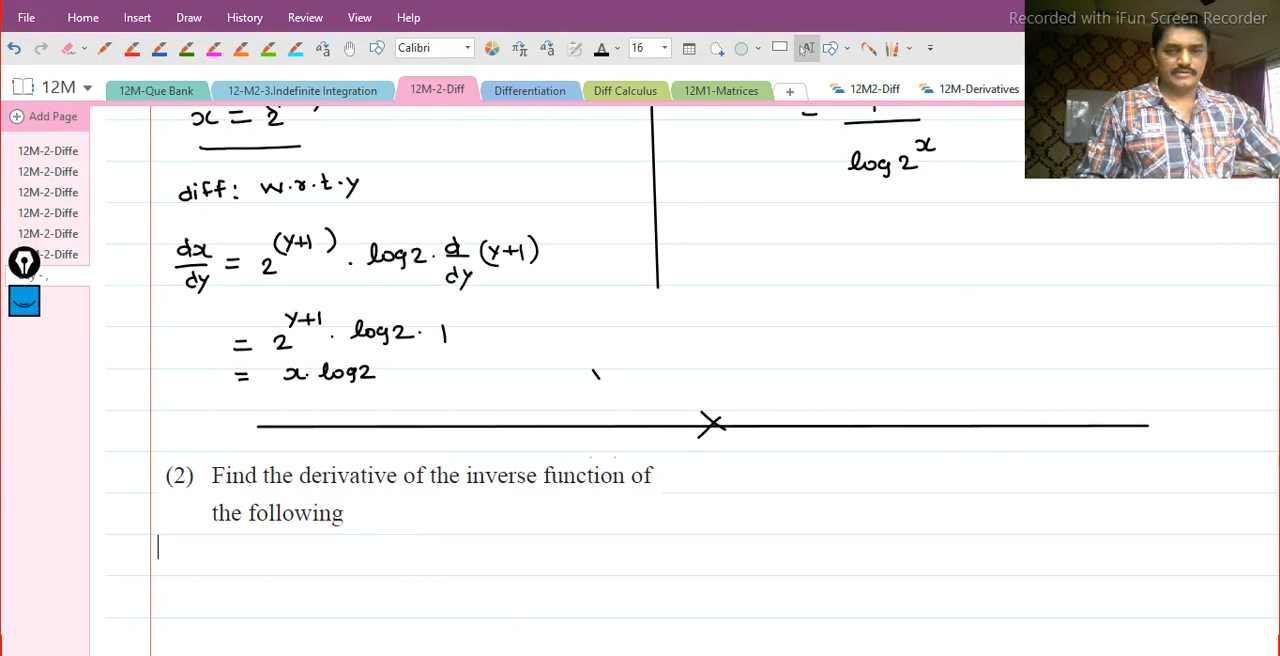 File Home Insert Draw History Review View Help
Recorded with iFun Screen Recorder
Calibri 16
12M 12M-Que Bank 12-M2-3.Indefinite Integration 12M-2-Diff Differentiation Diff Calculus 12M1-Matrices 12M2-Diff 12M-Derivatives
Add Page
12M-2-Diffe
12M-2-Diffe
12M-2-Diffe
12M-2-Diffe
12M-2-Diffe
2-Diffe
x = 2
diff: w.r.t.y
dx/dy = 2^(y+1) . log2 . d/dy (y+1)
= 2^y+1 . log2 . 1
= x. log2
log2^x
(2) Find the derivative of the inverse function of
the following